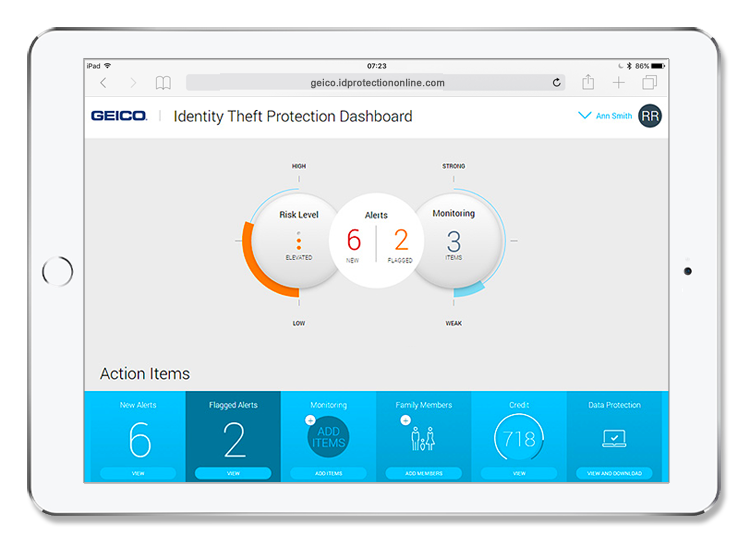 iPad
07:23
86%
geico.idprotectiononline.com
GEICO.
Identity Theft Protection Dashboard
Ann Smith
RR
HIGH
STRONG
Risk Level
Alerts
Monitoring
6
2
3
ELEVATED
NEW
FLAGGED
ITEMS
LOW
WEAK
Action Items
New Alerts
Flagged Alerts
Monitoring
Family Members
Credit
Data Protection
6
2
ADD
ITEMS
718
VIEW
VIEW
ADD ITEMS
ADD MEMBERS
VIEW
VIEW AND DOWNLOAD